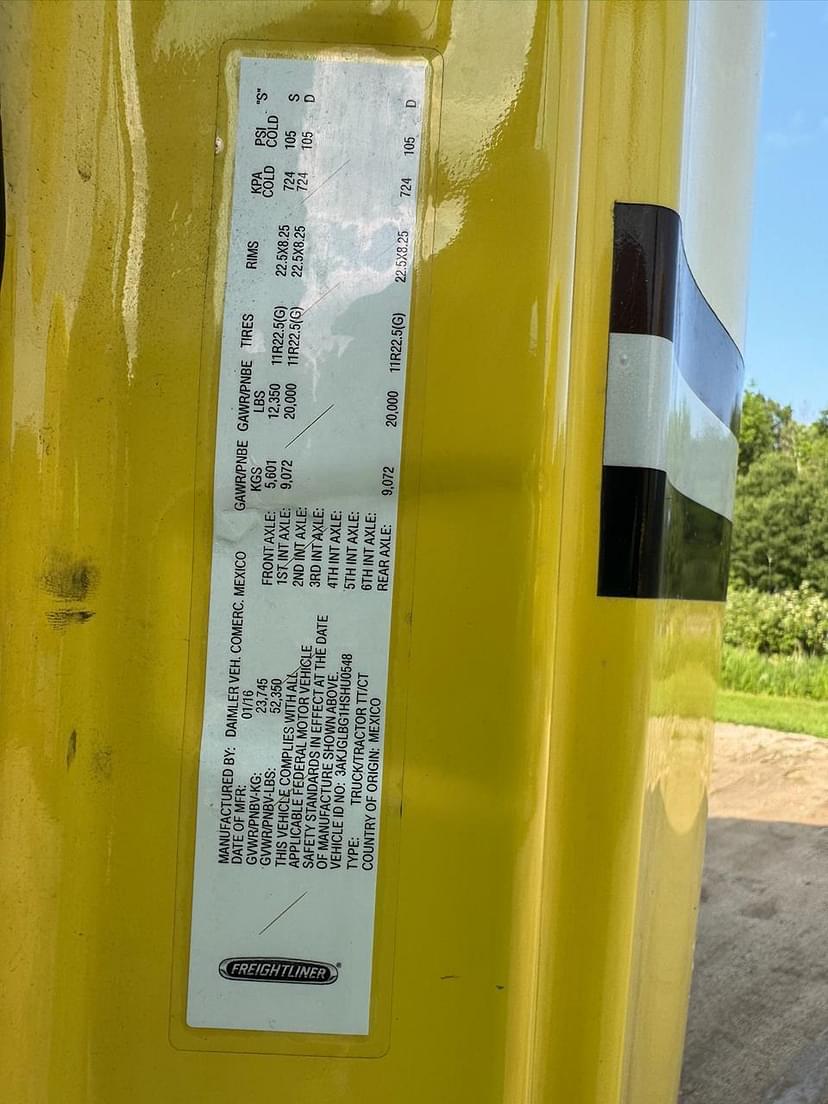 FREIGHTLINER®
MANUFACTURED BY: DAIMLER VEH. COMERC. MEXICO
DATE OF MFR: 01/16
GVWR/PNBV-KG: 23,745
GVWR/PNBV-LBS: 52,350
THIS VEHICLE COMPLIES WITH ALL
APPLICABLE FEDERAL MOTOR VEHICLE
SAFETY STANDARDS IN EFFECT AT THE DATE
OF MANUFACTURE SHOWN ABOVE.
VEHICLE ID NO: 3AKJGLBG1HSHU0548
TYPE: TRUCK/TRACTOR TT/CT
COUNTRY OF ORIGIN: MEXICO
GAWR/PNBE GAWR/PNBE TIRES RIMS KPA PSI "S"
KGS LBS COLD COLD
FRONT AXLE: 5,601 12,350 11R22.5(G) 22.5X8.25 724 105 S
1ST INT AXLE: 9,072 20,000 11R22.5(G) 22.5X8.25 724 105 D
2ND INT AXLE:
3RD INT AXLE:
4TH INT AXLE:
5TH INT AXLE:
6TH INT AXLE:
REAR AXLE: 9,072 20,000 11R22.5(G) 22.5X8.25 724 105 D